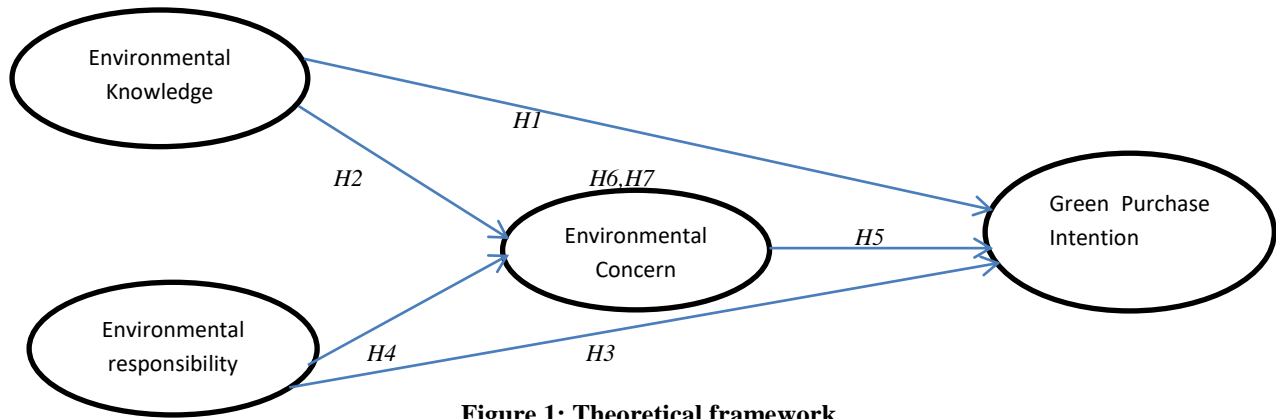 Environmental
Knowledge
H1
H2
H6,H7
Environmental
Concern
H5
Green Purchase
Intention
Environmental
responsibility
H4
H3
Figure 1: Theoretical framework